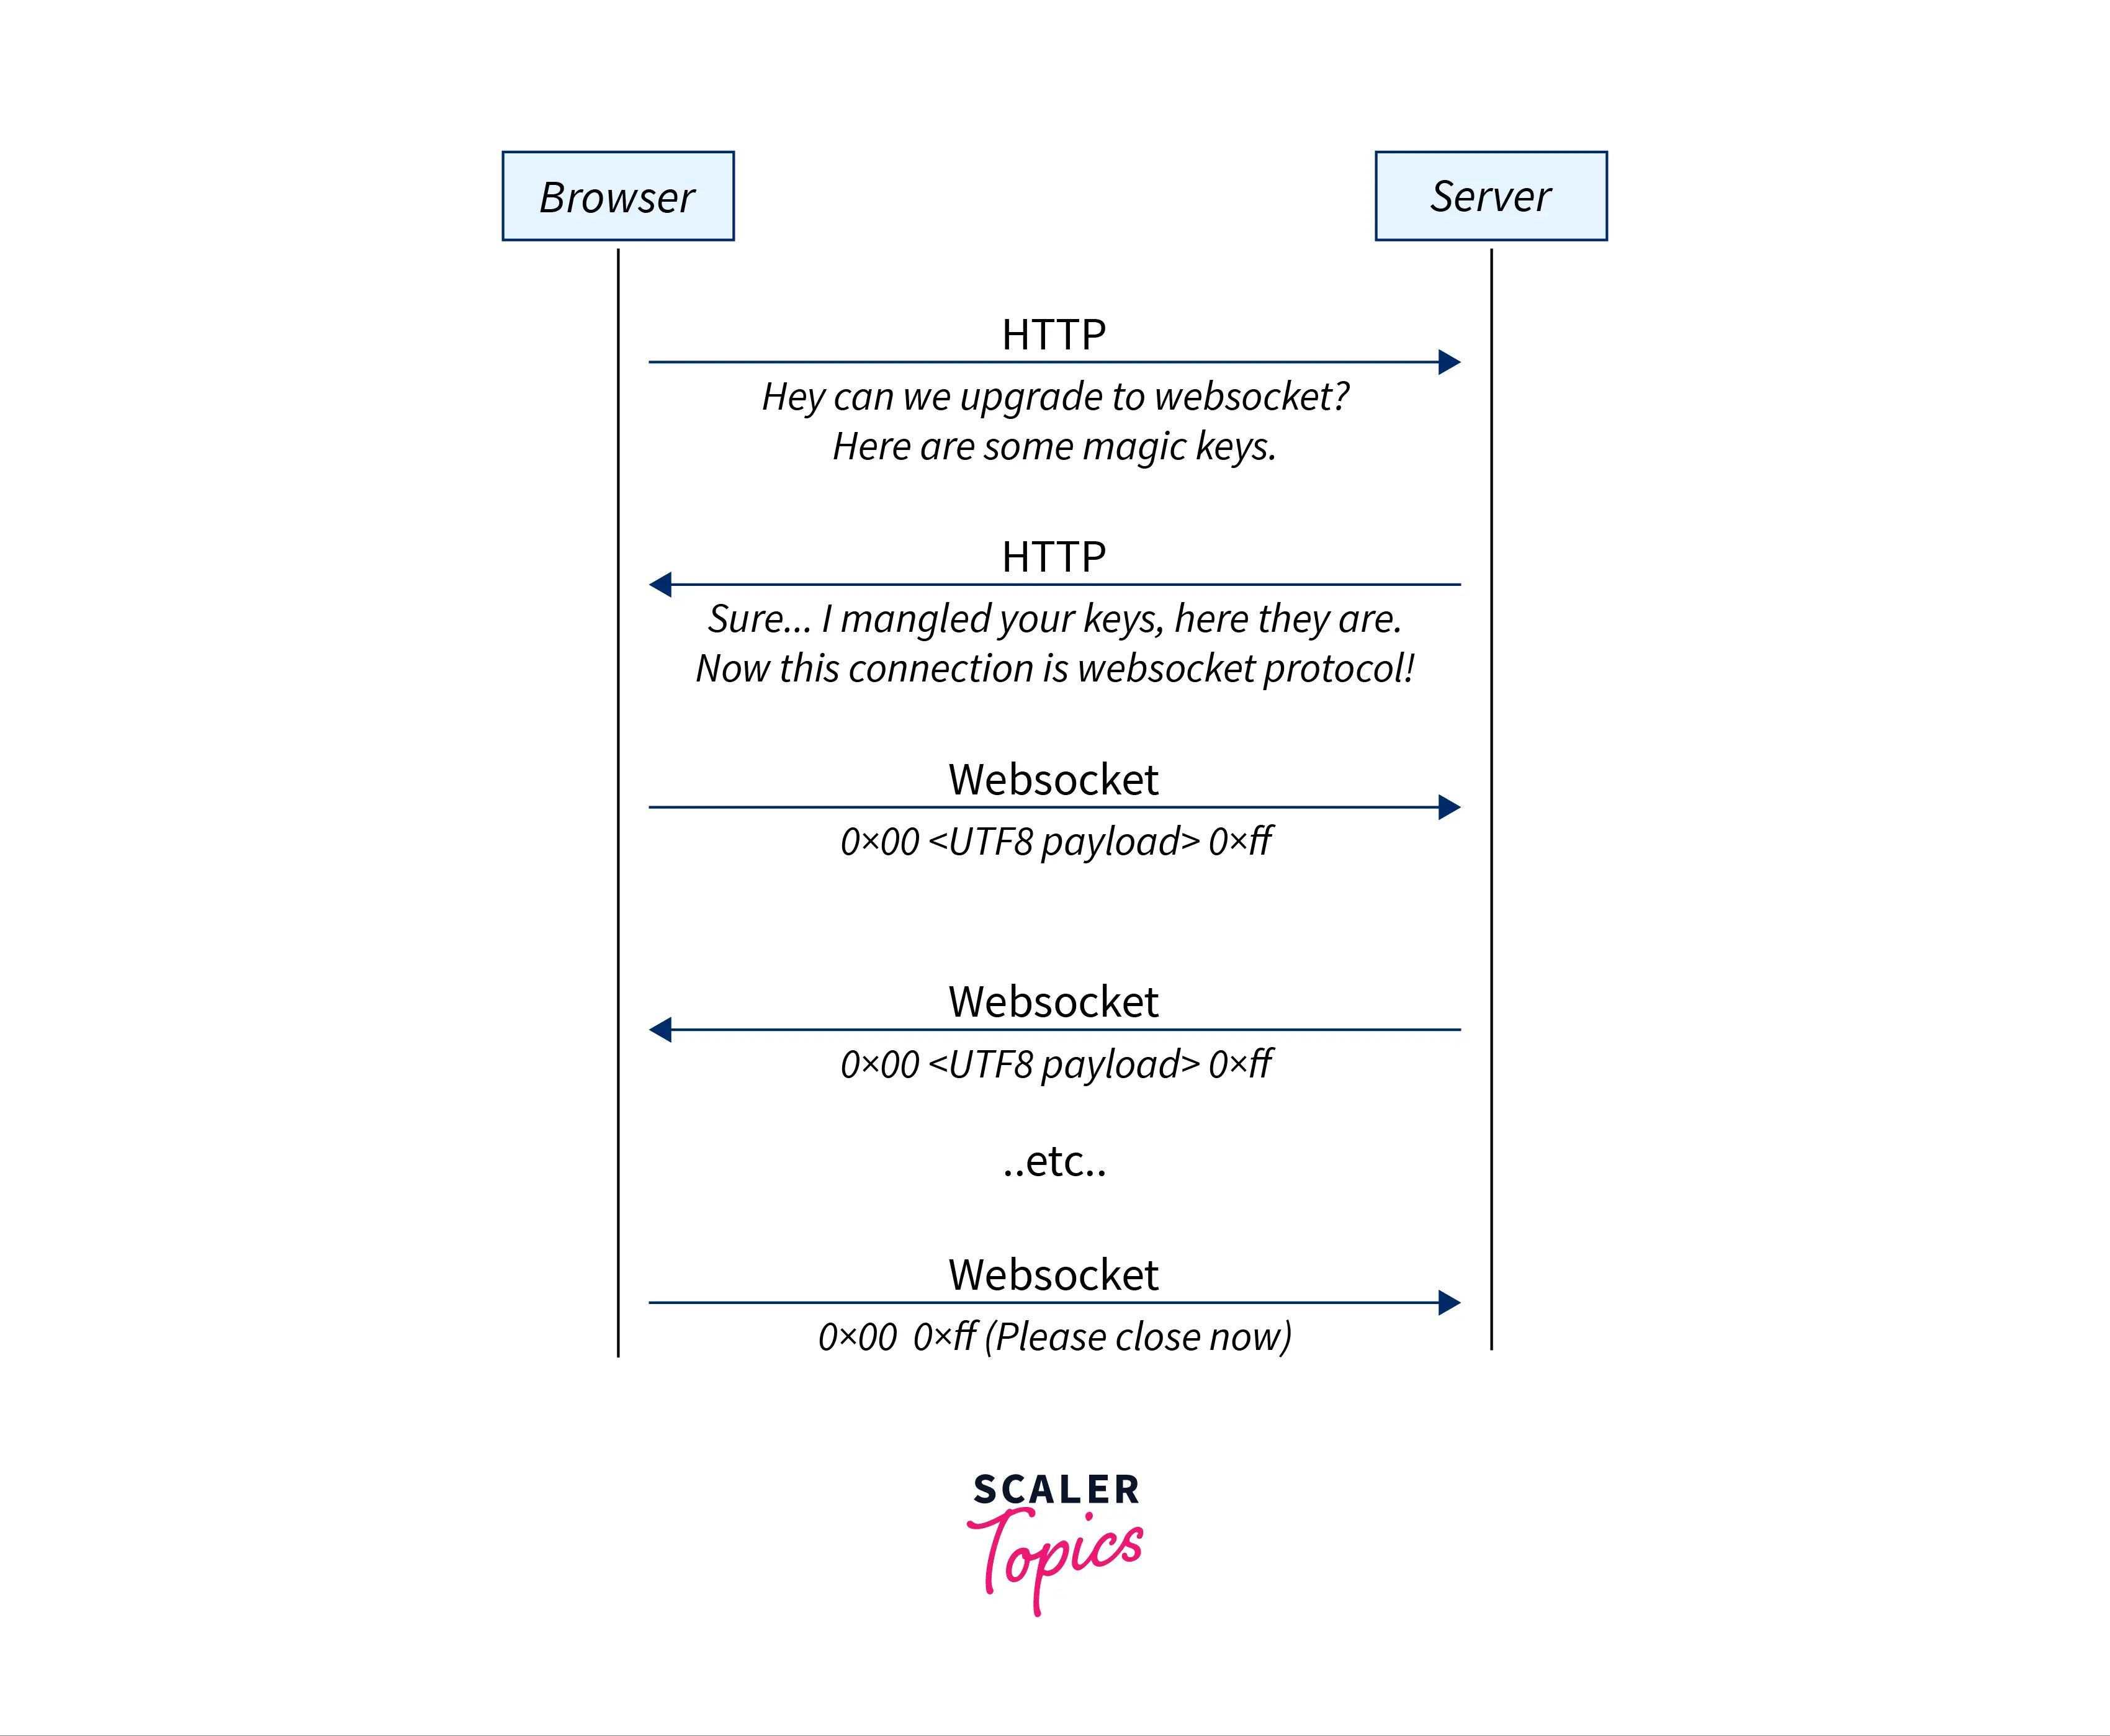 Browser
Server
HTTP
Hey can we upgrade to websocket?
Here are some magic keys.
HTTP
Sure... I mangled your keys, here they are.
Now this connection is websocket protocol!
Websocket
0×00 <UTF8 payload> 0×ff
Websocket
0×00 <UTF8 payload> 0×ff
..etc..
Websocket
0×00 0×ff (Please close now)
SCALER
Topics